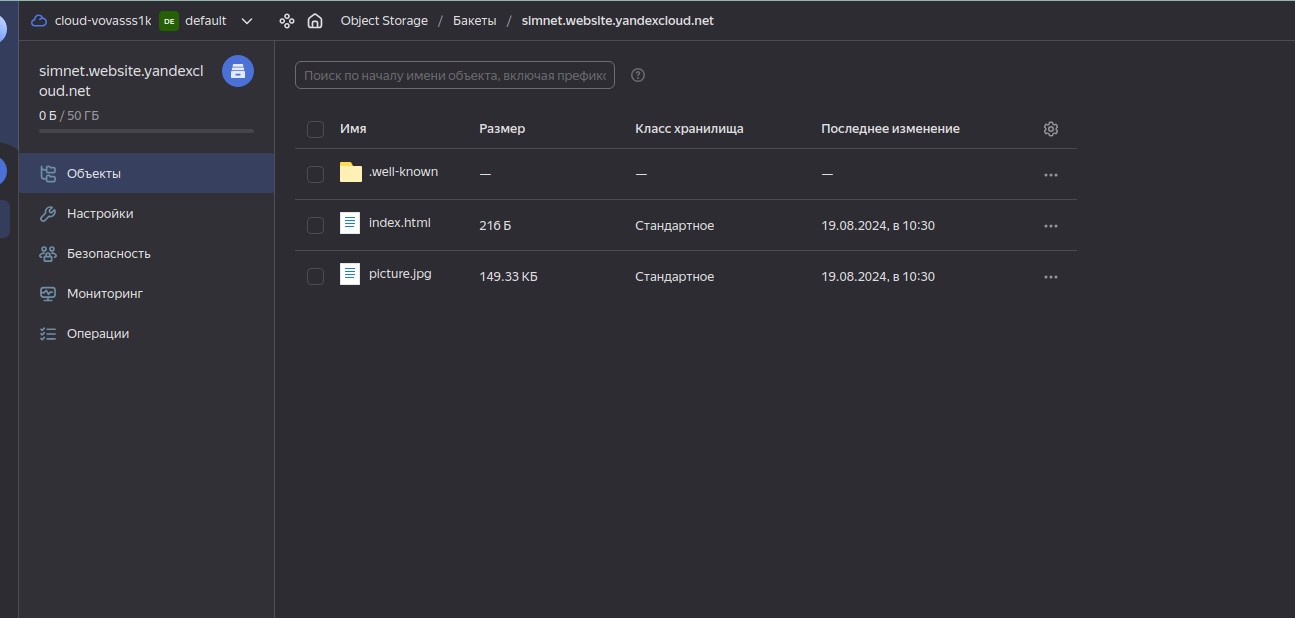 cloud-vovasss1k DE default Object Storage / Бакеты / simnet.website.yandexcloud.net
simnet.website.yandexcl
oud.net
0 Б / 50 ГБ
Объекты
Настройки
Безопасность
Мониторинг
Операции
Поиск по началу имени объекта, включая префикс
Имя Размер Класс хранилища Последнее изменение
.well-known — — —
index.html 216 Б Стандартное 19.08.2024, в 10:30
picture.jpg 149.33 КБ Стандартное 19.08.2024, в 10:30